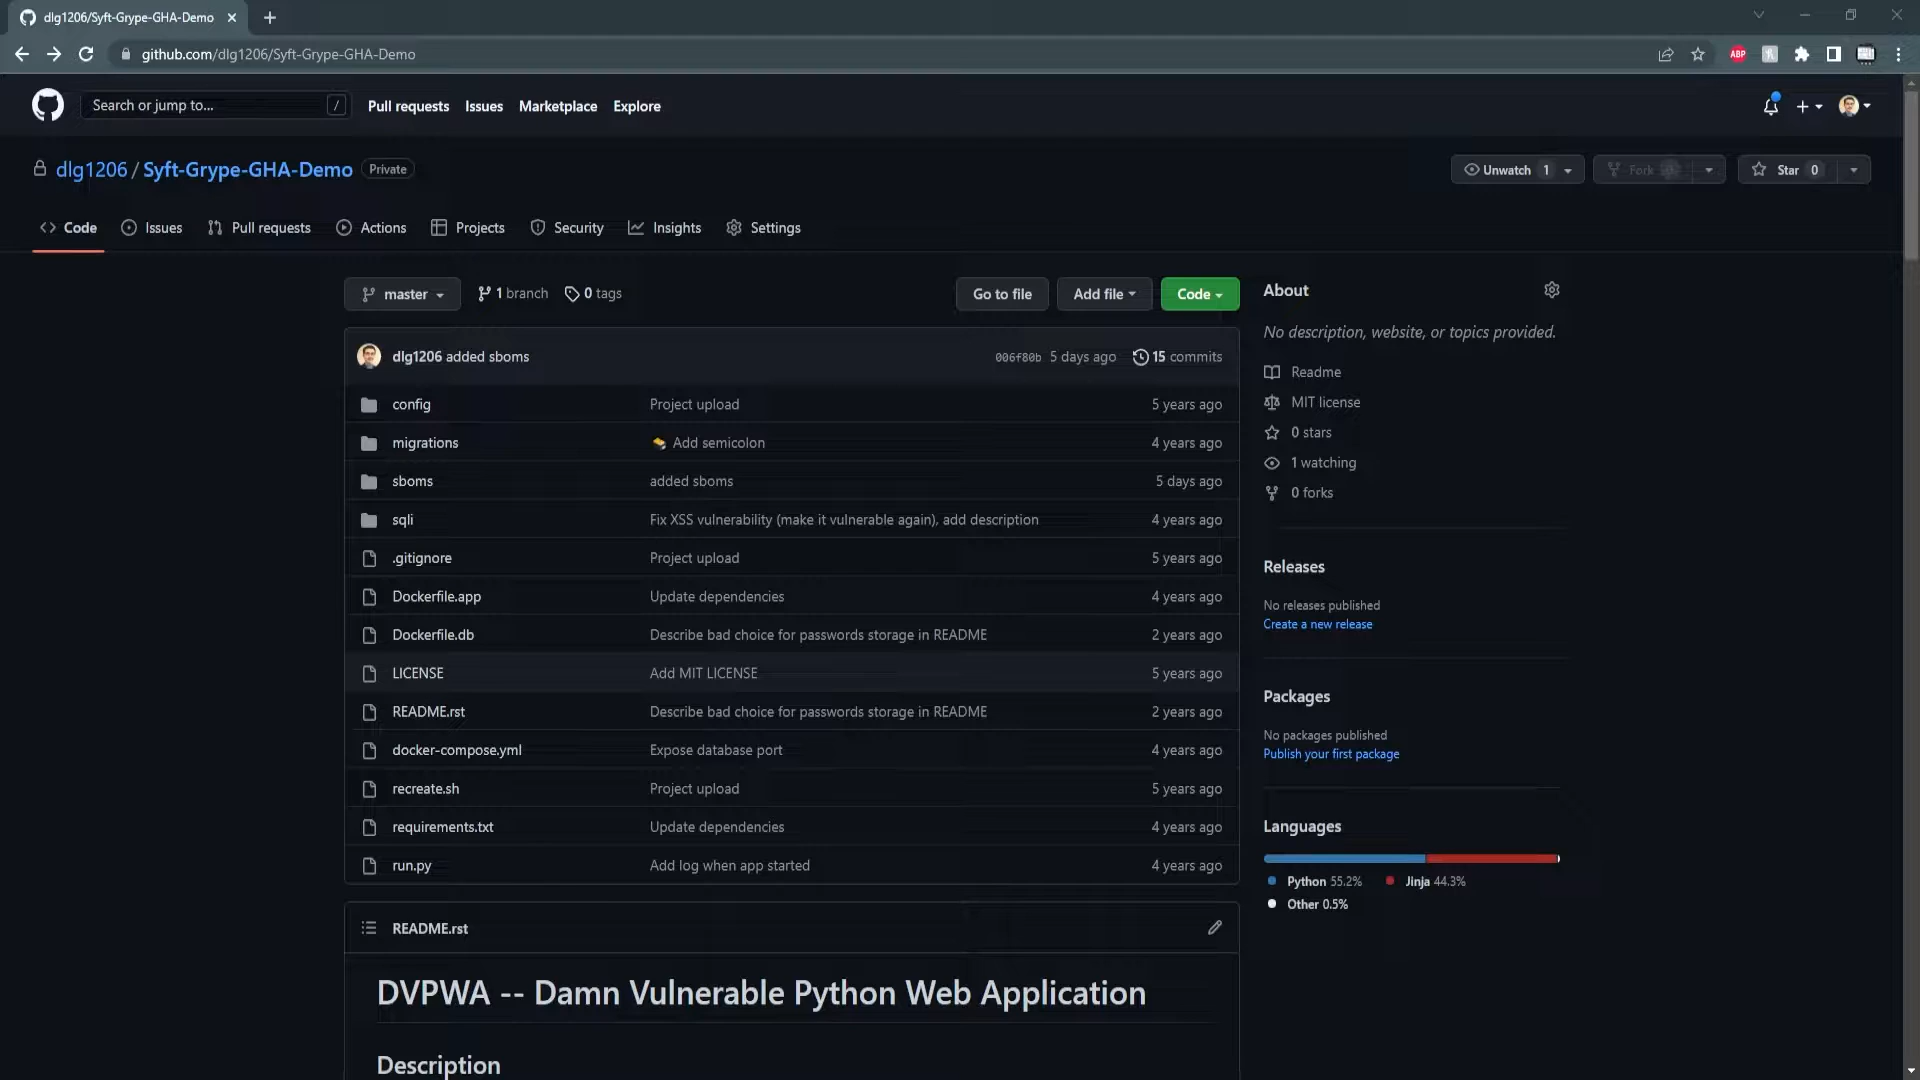 dlg1206/Syft-Grype-GHA-Demo
github.com/dlg1206/Syft-Grype-GHA-Demo
ABP
Search or jump to... /
Pull requests Issues Marketplace Explore
dlg1206 / Syft-Grype-GHA-Demo Private
Unwatch 1 Fork Star 0
Code Issues Pull requests Actions Projects Security Insights Settings
master 1 branch 0 tags
Go to file Add file Code
About
No description, website, or topics provided.
dlg1206 added sboms 006f80b 5 days ago 15 commits
Readme
MIT license
0 stars
1 watching
0 forks
config Project upload 5 years ago
migrations Add semicolon 4 years ago
sboms added sboms 5 days ago
sqli Fix XSS vulnerability (make it vulnerable again), add description 4 years ago
.gitignore Project upload 5 years ago
Dockerfile.app Update dependencies 4 years ago
Dockerfile.db Describe bad choice for passwords storage in README 2 years ago
LICENSE Add MIT LICENSE 5 years ago
README.rst Describe bad choice for passwords storage in README 2 years ago
docker-compose.yml Expose database port 4 years ago
recreate.sh Project upload 5 years ago
requirements.txt Update dependencies 4 years ago
run.py Add log when app started 4 years ago
Releases
No releases published
Create a new release
Packages
No packages published
Publish your first package
Languages
Python 55.2% Jinja 44.3%
Other 0.5%
README.rst
DVPWA -- Damn Vulnerable Python Web Application
Description